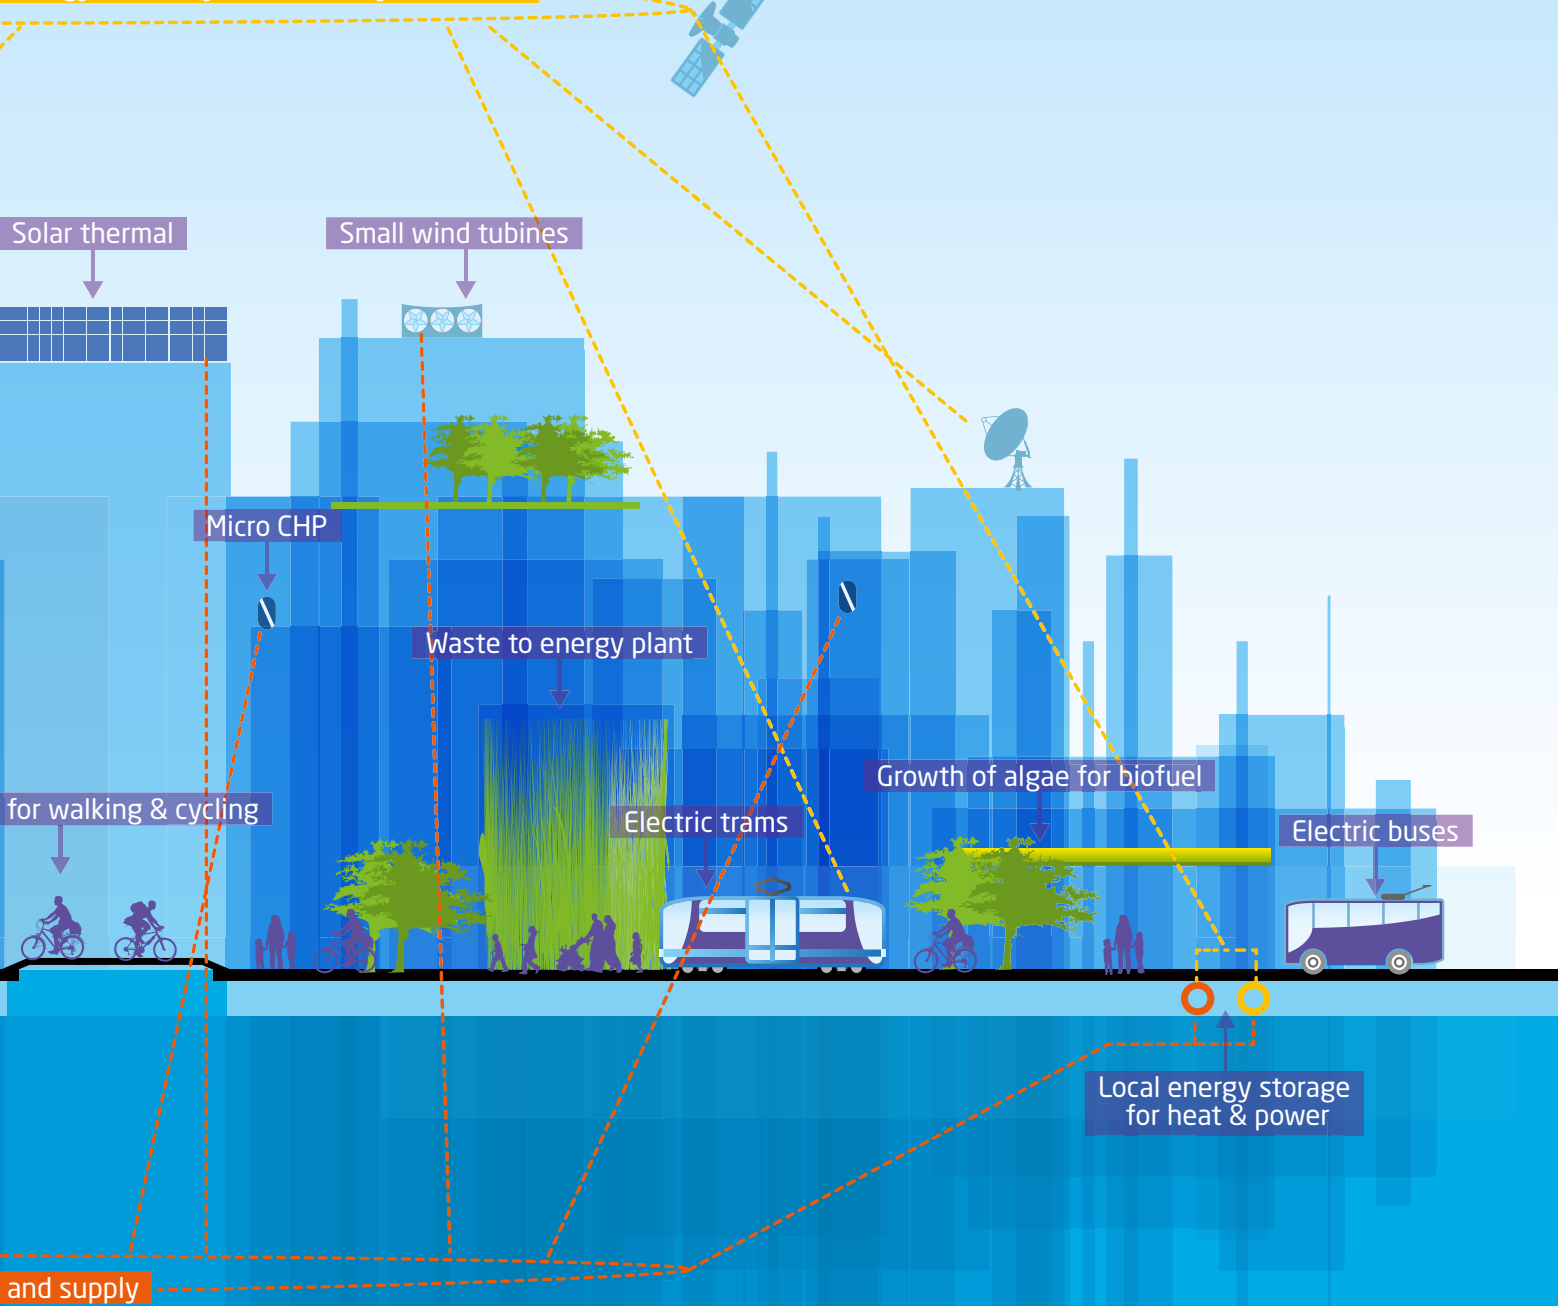 Solar thermal
Small wind tubines
Micro CHP
Waste to energy plant
Growth of algae for biofuel
for walking & cycling
Electric trams
Electric buses
Local energy storage
for heat & power
and supply